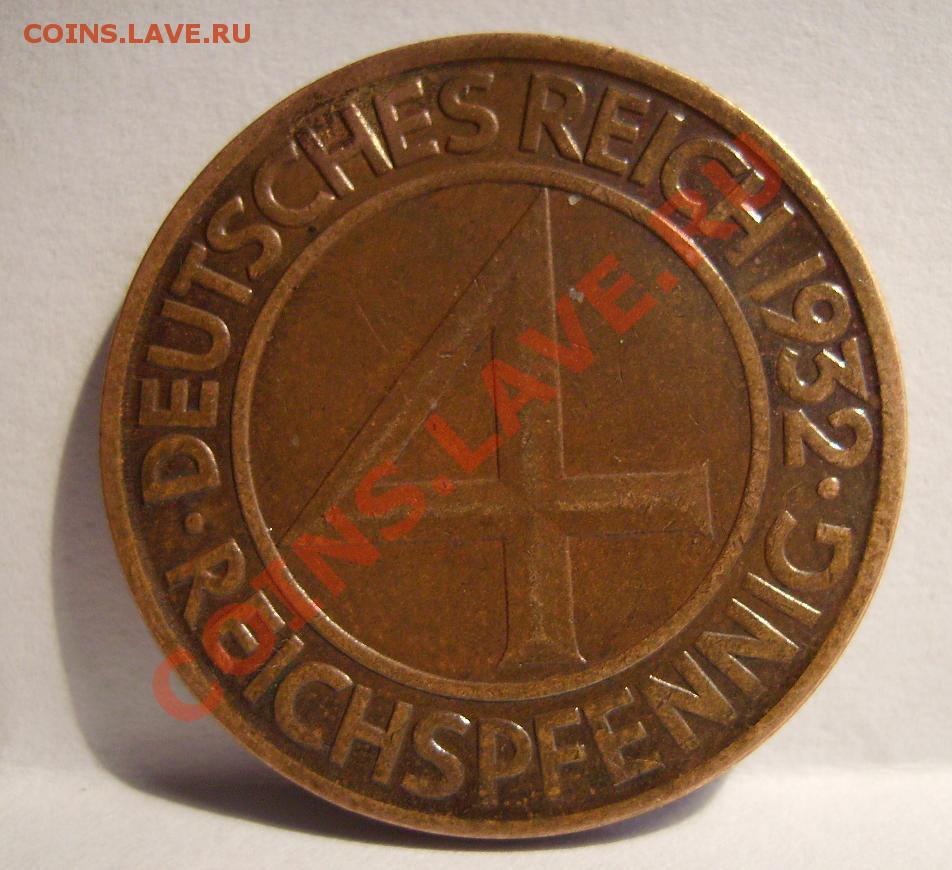 COINS.LAVE.RU
DEUTSCHES REICH 1932
4
REICHSPFENNIG
COINS.LAVE.RU